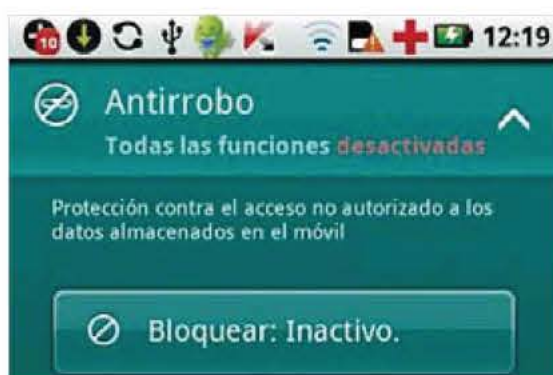 10 12:19
Antirrobo
Todas las funciones desactivadas
Protección contra el acceso no autorizado a los
datos almacenados en el móvil
Bloquear: Inactivo.